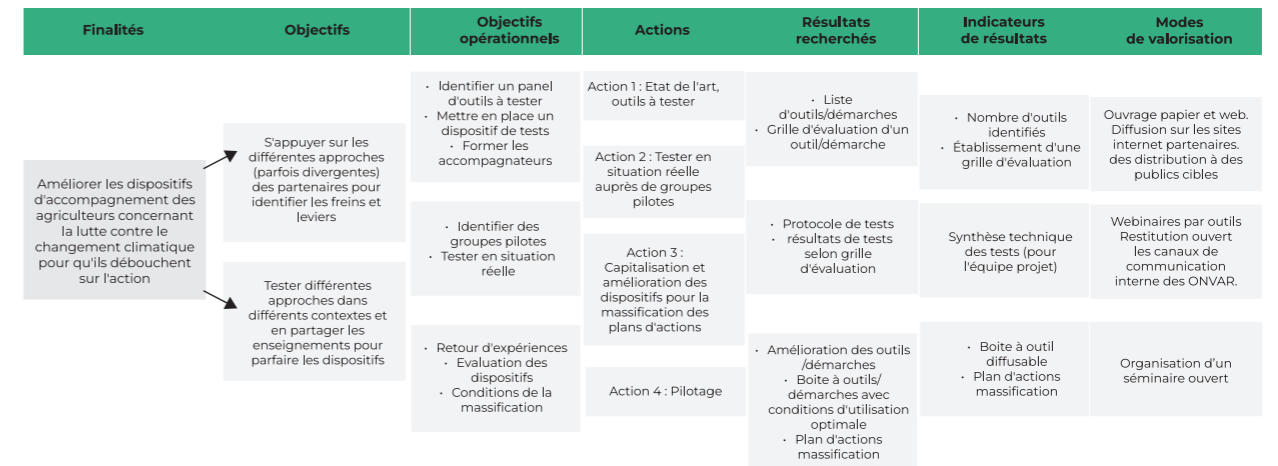 Finalités
Objectifs
Objectifs
opérationnels
Actions
Résultats
recherchés
Indicateurs
de résultats
Modes
de valorisation
Améliorer les dispositifs
d'accompagnement des
agriculteurs concernant
la lutte contre le
changement climatique
pour qu'ils débouchent
sur l'action
S'appuyer sur les
différentes approches
(parfois divergentes)
des partenaires pour
identifier les freins et
leviers
Tester différentes
approches dans
différents contextes et
en partager les
enseignements pour
parfaire les dispositifs
• Identifier un panel
d'outils à tester
• Mettre en place un
dispositif de tests
• Former les
accompagnateurs
• Identifier des
groupes pilotes
• Tester en situation
réelle
• Retour d'expériences
• Evaluation des
dispositifs
• Conditions de la
massification
Action 1 : Etat de l'art,
outils à tester
Action 2 : Tester en
situation réelle
auprès de groupes
pilotes
Action 3 :
Capitalisation et
amélioration des
dispositifs pour la
massification des
plans d'actions
Action 4 : Pilotage
• Liste
d'outils/démarches
• Grille d'évaluation d'un
outil/démarche
• Protocole de tests
• résultats de tests
selon grille
d'évaluation
• Amélioration des outils
/démarches
• Boite à outils/
démarches avec
conditions d'utilisation
optimale
• Plan d'actions
massification
• Nombre d'outils
identifiés
• Établissement d'une
grille d'évaluation
Synthèse technique
des tests (pour
l'équipe projet)
• Boite à outil
diffusable
• Plan d'actions
massification
Ouvrage papier et web.
Diffusion sur les sites
internet partenaires.
des distribution à des
publics cibles
Webinaires par outils
Restitution ouvert
les canaux de
communication
interne des ONVAR.
Organisation d'un
séminaire ouvert